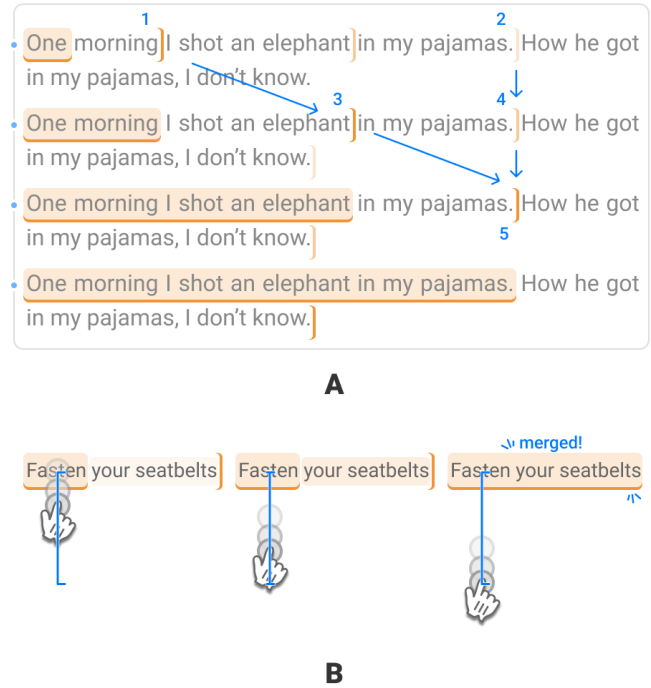 1 2
One morning I shot an elephant in my pajamas. How he got
in my pajamas, I don't know.
3 4
One morning I shot an elephant in my pajamas. How he got
in my pajamas, I don't know.
One morning I shot an elephant in my pajamas. How he got
5
in my pajamas, I don't know.
One morning I shot an elephant in my pajamas. How he got
in my pajamas, I don't know.
A
merged!
Fasten your seatbelts Fasten your seatbelts Fasten your seatbelts
B